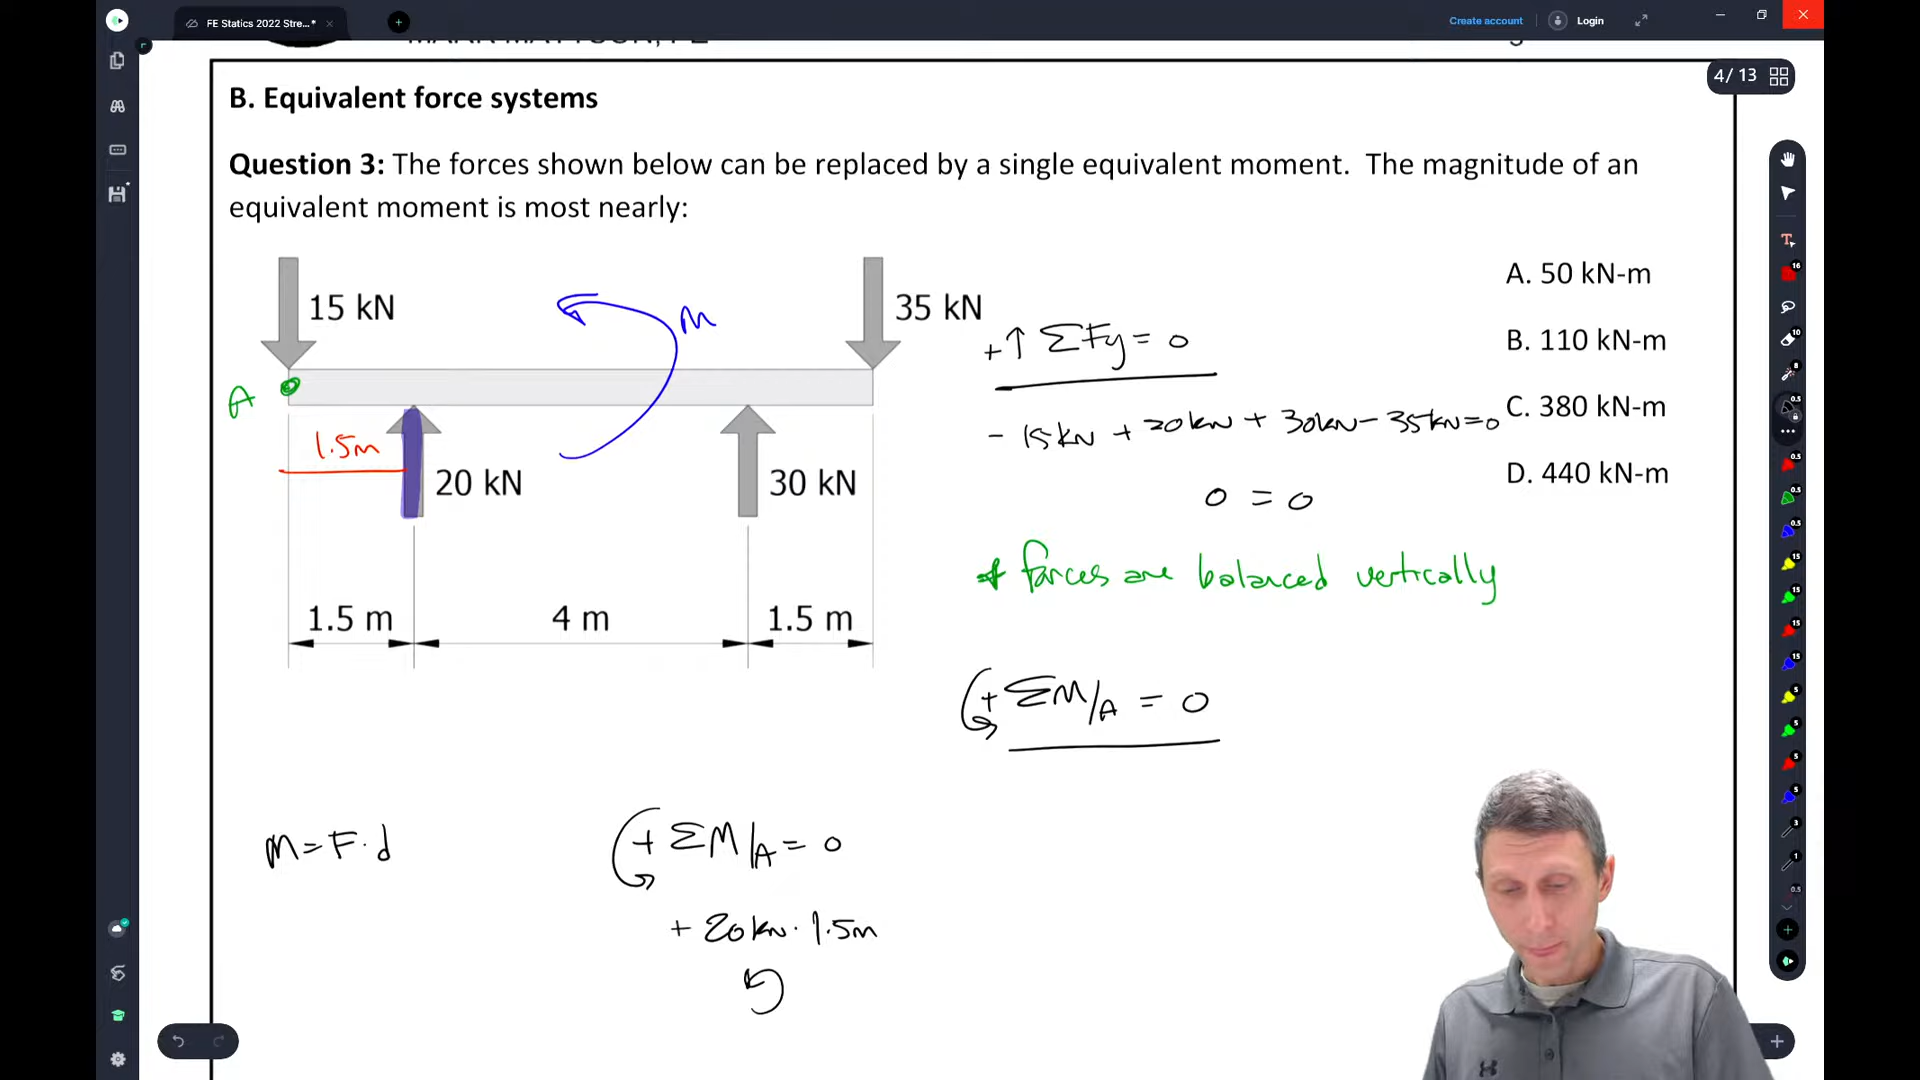 FE Statics 2022 Stre...*
Create account
Login
4/ 13
B. Equivalent force systems
Question 3: The forces shown below can be replaced by a single equivalent moment. The magnitude of an
equivalent moment is most nearly:
15 kN
M
35 kN
A. 50 kN-m
+↑ ΣFy = 0
B. 110 kN-m
A
- 15kN + 20kN + 30kN - 35kN = 0
C. 380 kN-m
1.5m
20 kN
30 kN
D. 440 kN-m
0 = 0
* forces are balanced vertically
1.5 m
4 m
1.5 m
+ ΣM/A = 0
M = F · d
+ ΣM/A = 0
+ 20kN · 1.5m